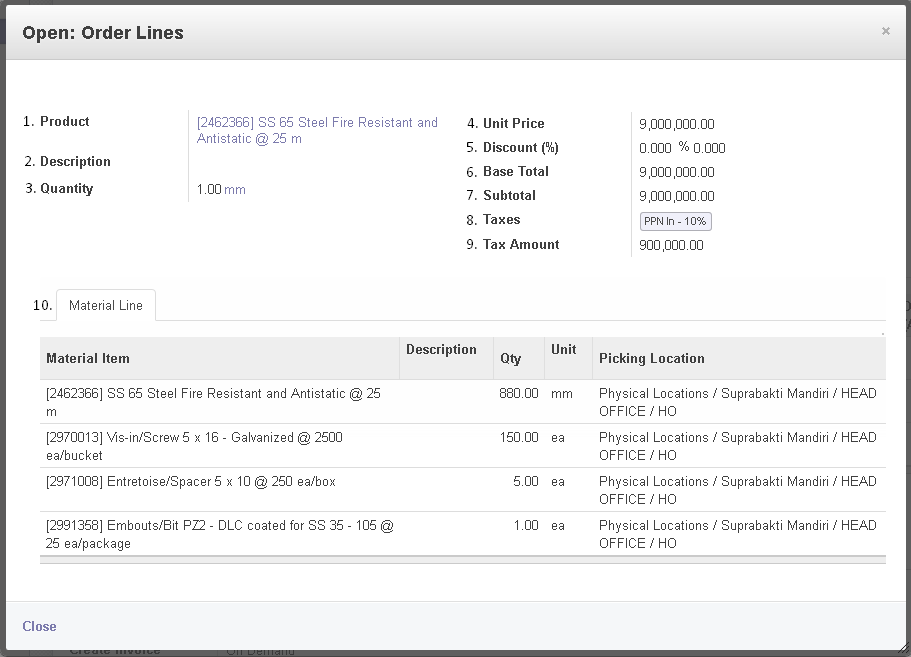 Open: Order Lines
×
1. Product
[2462366] SS 65 Steel Fire Resistant and
Antistatic @ 25 m
2. Description
3. Quantity
1.00 mm
4. Unit Price
9,000,000.00
5. Discount (%)
0.000 % 0.000
6. Base Total
9,000,000.00
7. Subtotal
9,000,000.00
8. Taxes
PPN In - 10%
9. Tax Amount
900,000.00
10. Material Line
Material Item Description Qty Unit Picking Location
[2462366] SS 65 Steel Fire Resistant and Antistatic @ 25 880.00 mm Physical Locations / Suprabakti Mandiri / HEAD
m OFFICE / HO
[2970013] Vis-in/Screw 5 x 16 - Galvanized @ 2500 150.00 ea Physical Locations / Suprabakti Mandiri / HEAD
ea/bucket OFFICE / HO
[2971008] Entretoise/Spacer 5 x 10 @ 250 ea/box 5.00 ea Physical Locations / Suprabakti Mandiri / HEAD
OFFICE / HO
[2991358] Embouts/Bit PZ2 - DLC coated for SS 35 - 105 @ 1.00 ea Physical Locations / Suprabakti Mandiri / HEAD
25 ea/package OFFICE / HO
Close
Create Invoice On Demand